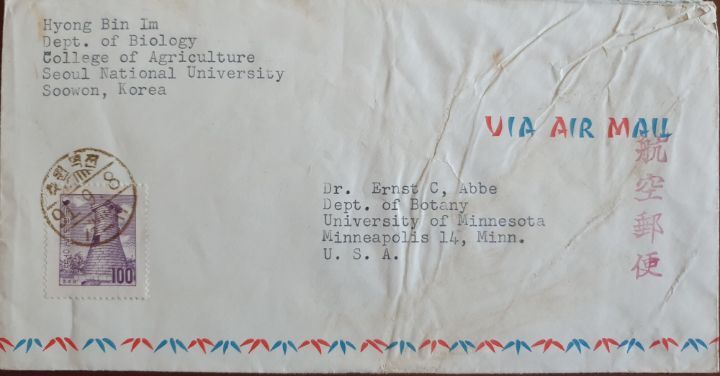 Hyong Bin Im
Dept. of Biology
College of Agriculture
Seoul National University
Soowon, Korea
VIA AIR MAIL
航空郵便
Dr. Ernst C, Abbe
Dept. of Botany
University of Minnesota
Minneapolis 14, Minn.
U. S. A.
100